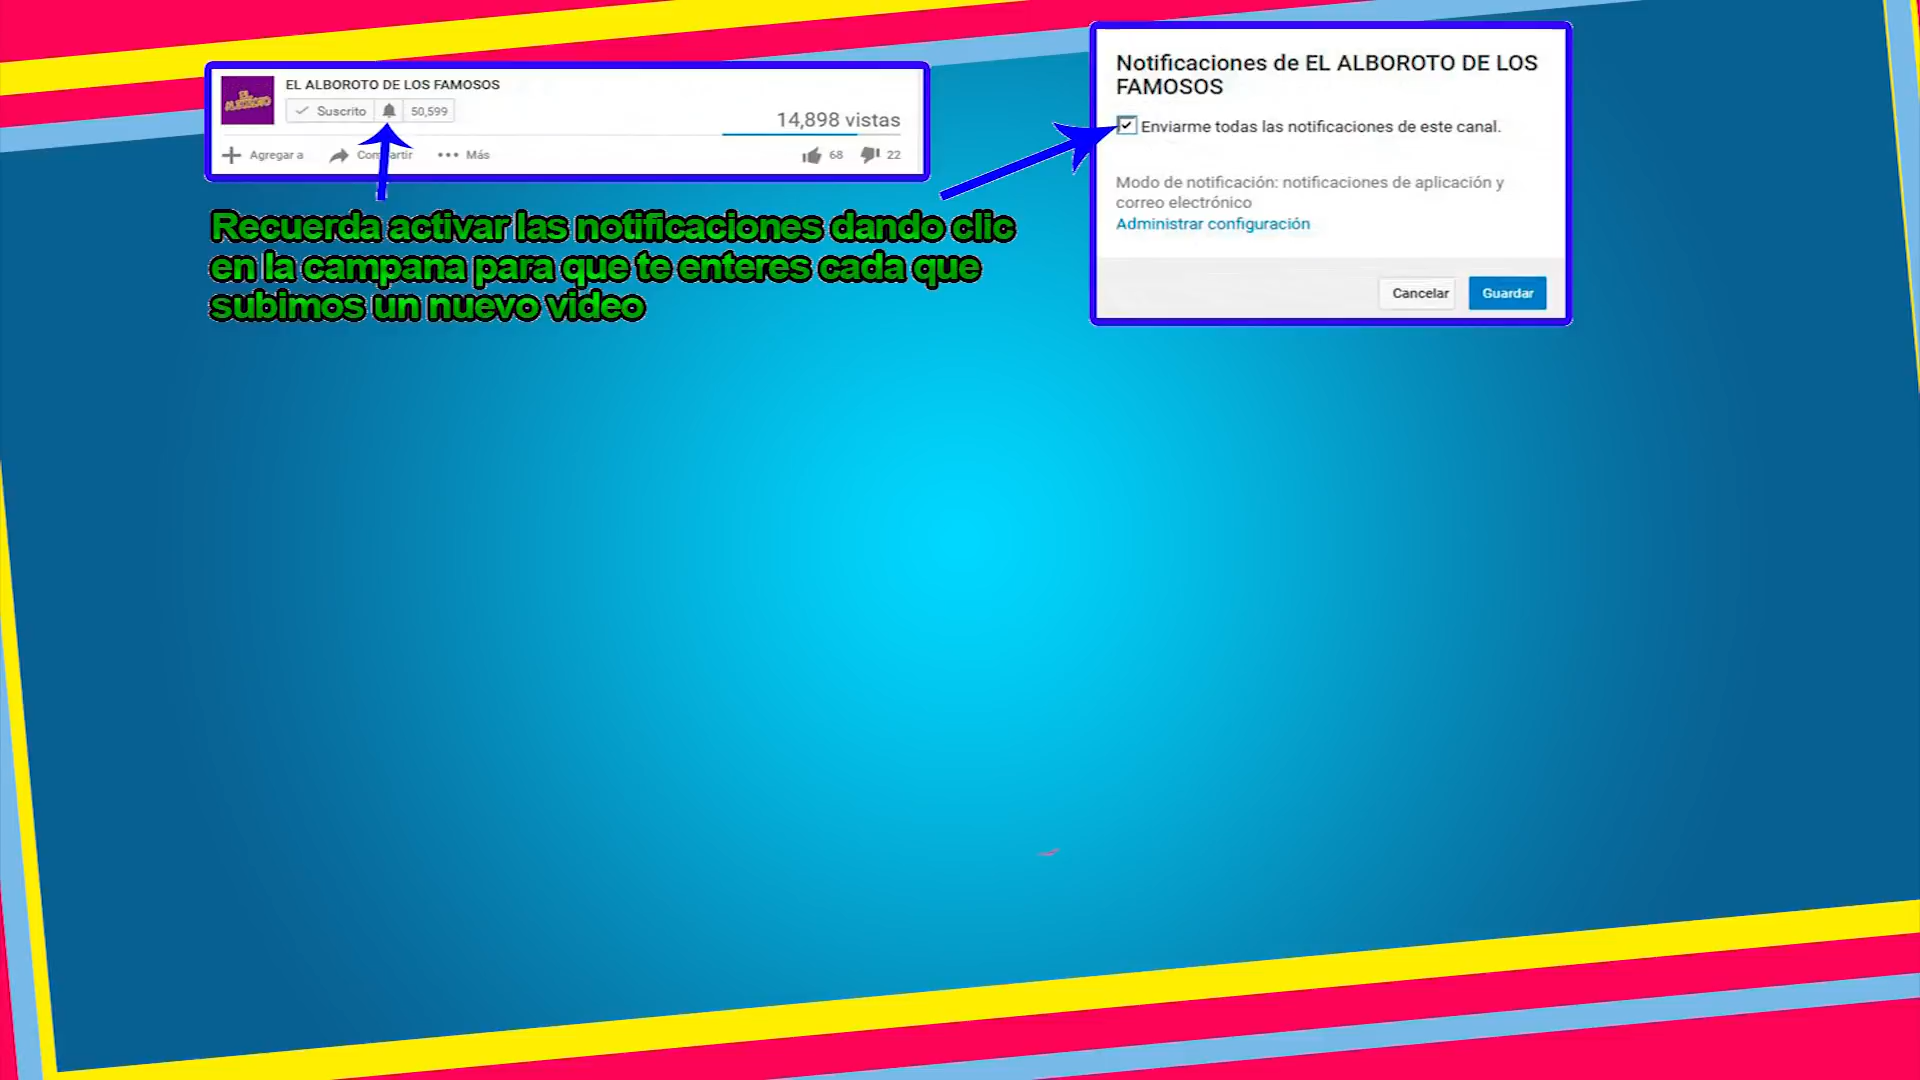 EL ALBOROTO DE LOS FAMOSOS
EL
ALBOROTO
Suscrito 50,599
14,898 vistas
Agregar a Compartir Más 68 22
Recuerda activar las notificaciones dando clic
en la campana para que te enteres cada que
subimos un nuevo video
Notificaciones de EL ALBOROTO DE LOS
FAMOSOS
Enviarme todas las notificaciones de este canal.
Modo de notificación: notificaciones de aplicación y
correo electrónico
Administrar configuración
Cancelar Guardar